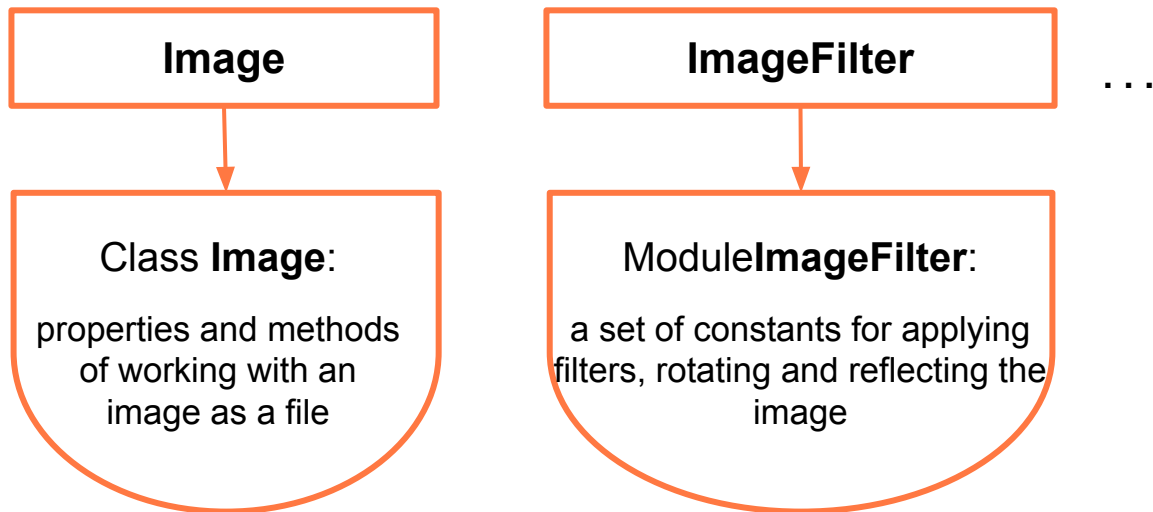 Image
ImageFilter
...
Class Image:
properties and methods
of working with an
image as a file
ModuleImageFilter:
a set of constants for applying
filters, rotating and reflecting the
image